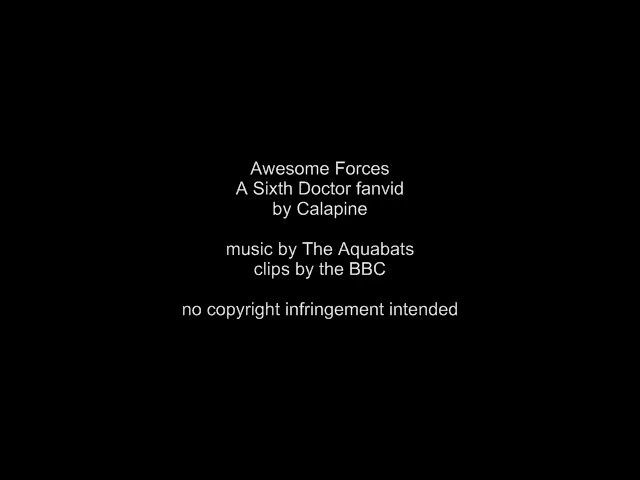 Awesome Forces
A Sixth Doctor fanvid
by Calapine
music by The Aquabats
clips by the BBC
no copyright infringement intended